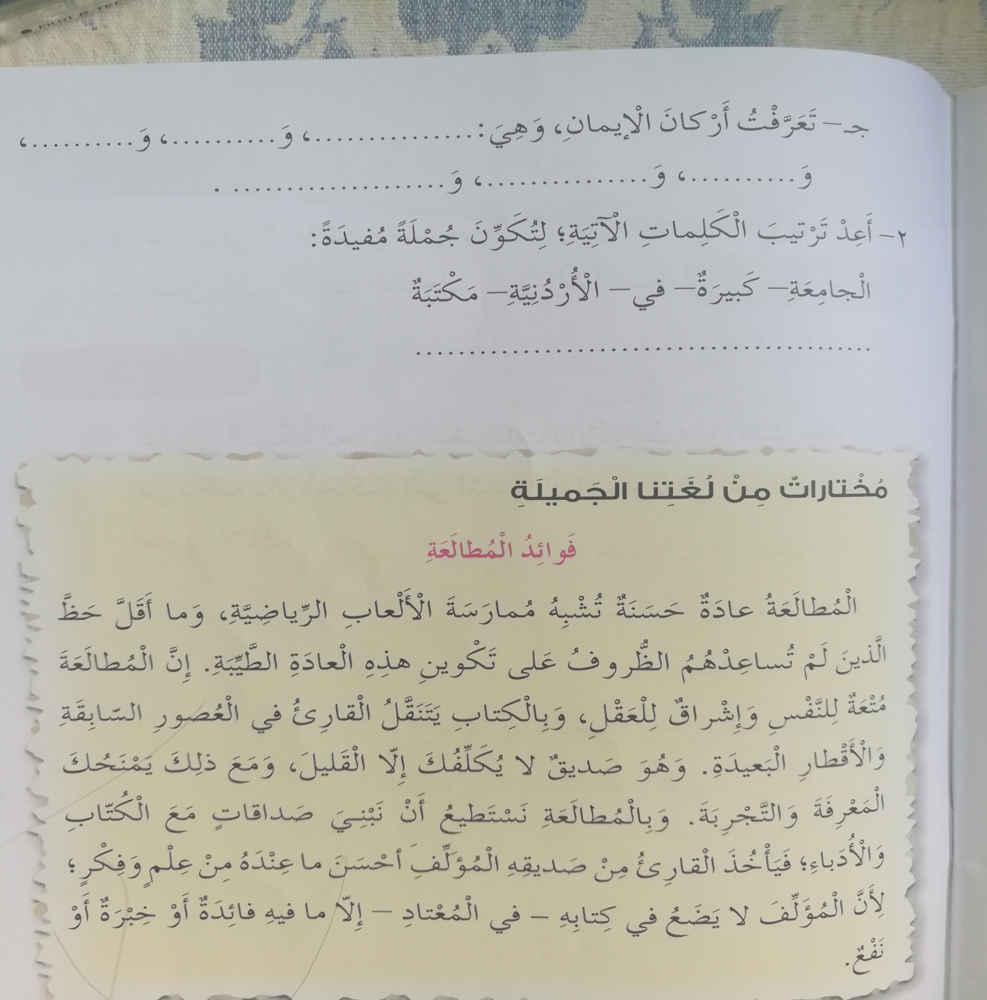 PILOT
جـ – تَعَرَّفْتُ أَرْكانَ الْإيمانِ، وَهِيَ: ................، وَ...........، وَ...........،
وَ...........، وَ................، وَ.................... .
٢- أَعِدْ تَرْتيبَ الْكَلِماتِ الْآتِيَةِ؛ لِتُكَوِّنَ جُمْلَةً مُفيدَةً:
الْجامِعَةِ – كَبيرَةٌ – في – الْأُرْدُنِيَّةِ – مَكْتَبَةٌ
.............................................
مُخْتاراتٌ مِنْ لُغَتِنا الْجَميلَةِ
فَوائِدُ الْمُطالَعَةِ
الْمُطالَعَةُ عادَةٌ حَسَنَةٌ تُشْبِهُ مُمارَسَةَ الْأَلْعابِ الرِّياضِيَّةِ، وَما أَقَلَّ حَظَّ
الَّذينَ لَمْ تُساعِدْهُمُ الظُّروفُ عَلى تَكْوينِ هذِهِ الْعادَةِ الطَّيِّبَةِ. إِنَّ الْمُطالَعَةَ
مُتْعَةٌ لِلنَّفْسِ وَإِشْراقٌ لِلْعَقْلِ، وَبِالْكِتابِ يَتَنَقَّلُ الْقارِئُ في الْعُصورِ السّابِقَةِ
وَالْأَقْطارِ الْبَعيدَةِ. وَهُوَ صَديقٌ لا يُكَلِّفُكَ إِلّا الْقَليلَ، وَمَعَ ذلِكَ يَمْنَحُكَ
الْمَعْرِفَةَ وَالتَّجْرِبَةَ. وَبِالْمُطالَعَةِ نَسْتَطيعُ أَنْ نَبْنِيَ صَداقاتٍ مَعَ الْكُتّابِ
وَالْأُدَباءِ؛ فَيَأْخُذَ الْقارِئُ مِنْ صَديقِهِ الْمُؤَلِّفِ أَحْسَنَ ما عِنْدَهُ مِنْ عِلْمٍ وَفِكْرٍ؛
لِأَنَّ الْمُؤَلِّفَ لا يَضَعُ في كِتابِهِ – في الْمُعْتادِ – إِلّا ما فيهِ فائِدَةٌ أَوْ خِبْرَةٌ أَوْ
نَفْعٌ.